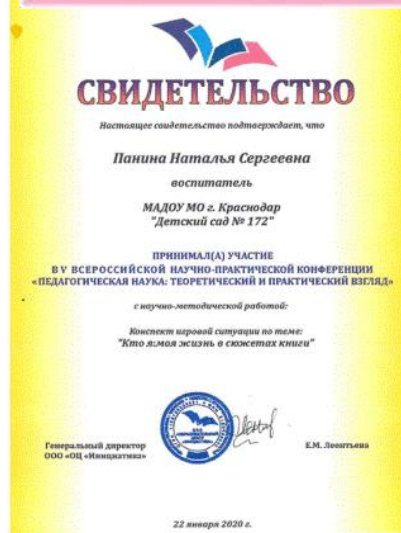 СВИДЕТЕЛЬСТВО
Настоящее свидетельство подтверждает, что
Панина Наталья Сергеевна
воспитатель
МАДОУ МО г. Краснодар
"Детский сад № 172"
ПРИНИМАЛ(А) УЧАСТИЕ
В V ВСЕРОССИЙСКОЙ НАУЧНО-ПРАКТИЧЕСКОЙ КОНФЕРЕНЦИИ
«ПЕДАГОГИЧЕСКАЯ НАУКА: ТЕОРЕТИЧЕСКИЙ И ПРАКТИЧЕСКИЙ ВЗГЛЯД»
с научно-методической работой:
Конспект игровой ситуации по теме:
"Кто я:моя жизнь в сюжетах книги"
Генеральный директор
ООО «ОЦ «Инициатива»
Е.М. Леонтьева
22 января 2020 г.